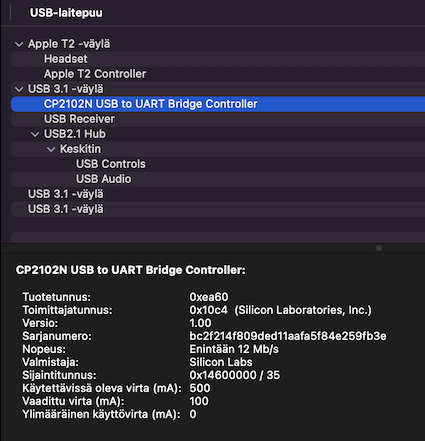 USB-laitepuu
Apple T2 -väylä
Headset
Apple T2 Controller
USB 3.1 -väylä
CP2102N USB to UART Bridge Controller
USB Receiver
USB2.1 Hub
Keskitin
USB Controls
USB Audio
USB 3.1 -väylä
USB 3.1 -väylä
CP2102N USB to UART Bridge Controller:
Tuotetunnus: 0xea60
Toimittajatunnus: 0x10c4 (Silicon Laboratories, Inc.)
Versio: 1.00
Sarjanumero: bc2f214f809ded11aafa5f84e259fb3e
Nopeus: Enintään 12 Mb/s
Valmistaja: Silicon Labs
Sijaintitunnus: 0x14600000 / 35
Käytettävissä oleva virta (mA): 500
Vaadittu virta (mA): 100
Ylimääräinen käyttövirta (mA): 0